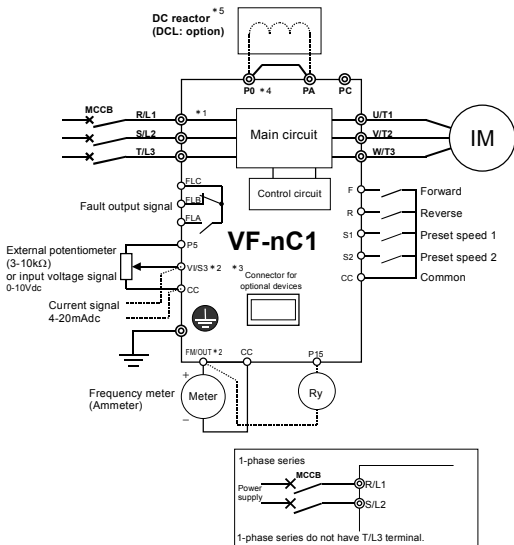 DC reactor *5
(DCL: option)
P0 *4 PA PC
MCCB
R/L1 *1
S/L2
T/L3
Main circuit
U/T1
V/T2
W/T3
IM
Control circuit
FLC
FLB
FLA
Fault output signal
VF-nC1
F Forward
R Reverse
S1 Preset speed 1
S2 Preset speed 2
CC Common
P5
External potentiometer
(3-10kΩ)
or input voltage signal
0-10Vdc
VI/S3 *2 *3
CC
Connector for
optional devices
Current signal
4-20mAdc
FM/OUT *2 CC P15
+
Frequency meter
(Ammeter)
Meter
Ry
−
1-phase series
MCCB
Power
supply
R/L1
S/L2
1-phase series do not have T/L3 terminal.